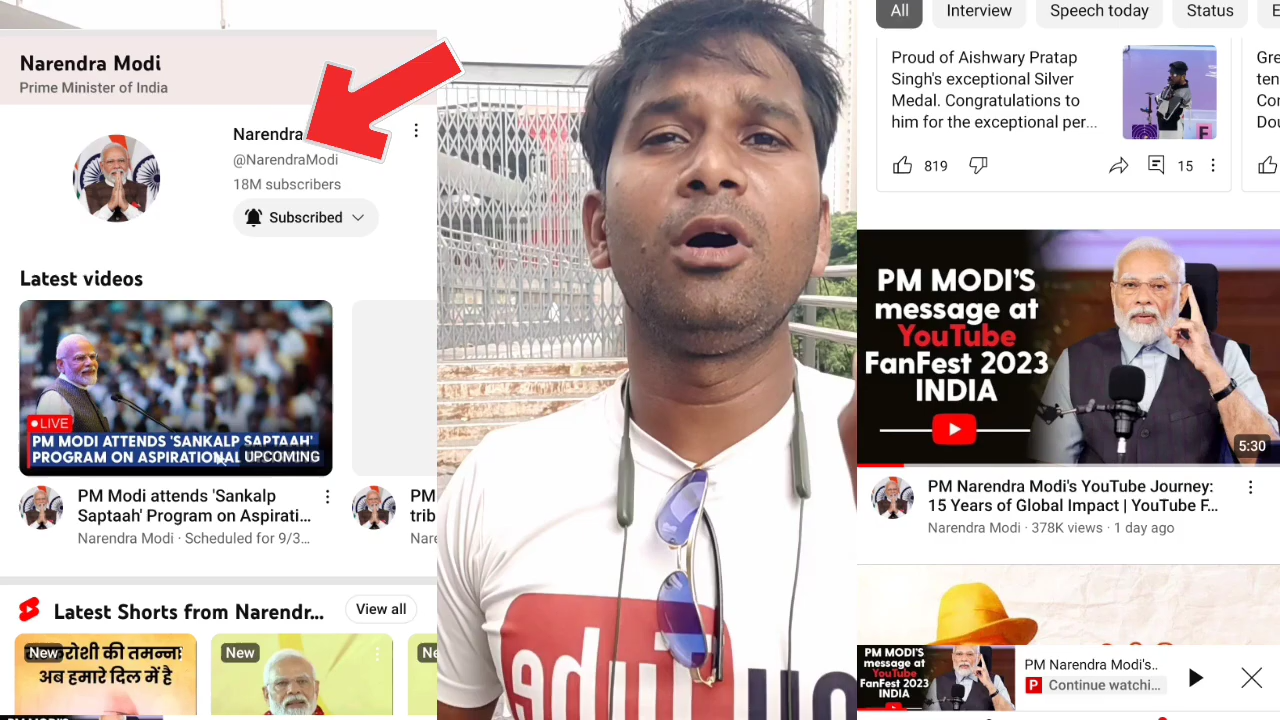 Narendra Modi
Prime Minister of India
Narendra
@NarendraModi
18M subscribers
Subscribed
Latest videos
LIVE
PM MODI ATTENDS 'SANKALP SAPTAAH'
PROGRAM ON ASPIRATIONAL
UPCOMING
PM Modi attends 'Sankalp
Saptaah' Program on Aspirati...
Narendra Modi · Scheduled for 9/3...
PM
Latest Shorts from Narendr...
View all
New
New
अब हमारे दिल में है
Tube
All
Interview
Speech today
Status
Proud of Aishwary Pratap
Singh's exceptional Silver
Medal. Congratulations to
him for the exceptional per...
819
15
F
PM MODI'S
message at
YouTube
FanFest 2023
INDIA
5:30
PM Narendra Modi's YouTube Journey:
15 Years of Global Impact | YouTube F...
Narendra Modi · 378K views · 1 day ago
PM MODI'S
message at
YouTube
FanFest 2023
INDIA
PM Narendra Modi's..
P Continue watchi...